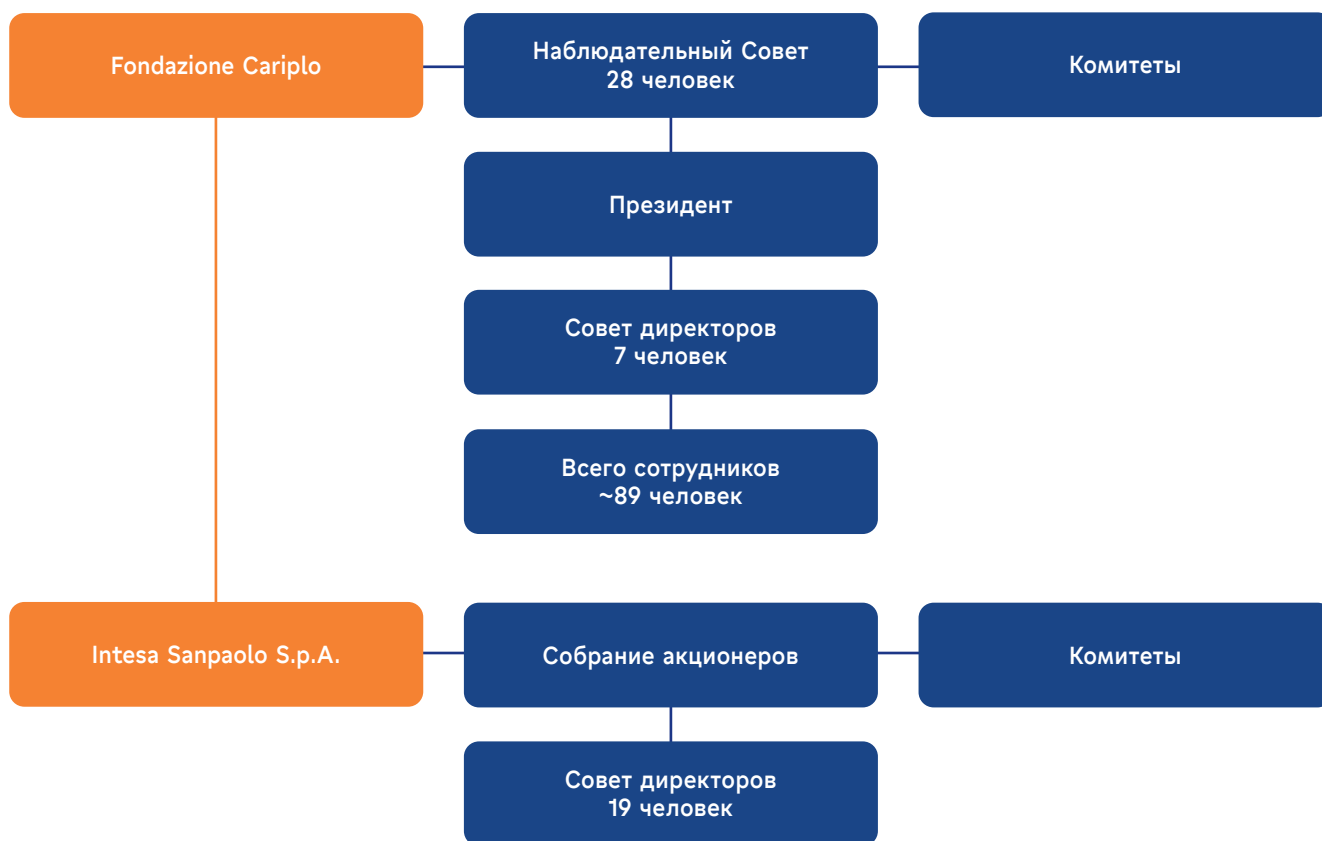 Fondazione Cariplo
Наблюдательный Совет
28 человек
Комитеты
Президент
Совет директоров
7 человек
Всего сотрудников
~89 человек
Intesa Sanpaolo S.p.A.
Собрание акционеров
Комитеты
Совет директоров
19 человек